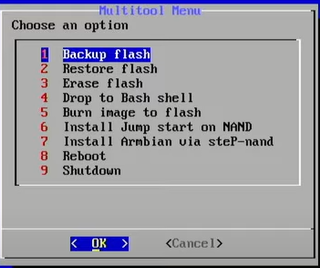 Multitool Menu
Choose an option
1 Backup flash
2 Restore flash
3 Erase flash
4 Drop to Bash shell
5 Burn image to flash
6 Install Jump start on NAND
7 Install Armbian via steP-nand
8 Reboot
9 Shutdown
< OK > <Cancel>